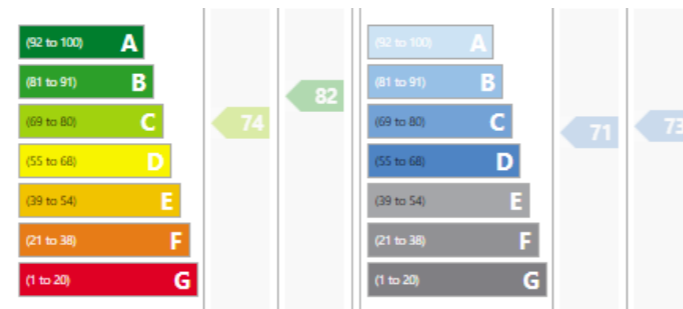 (92 to 100) A
(81 to 91) B
(69 to 80) C
(55 to 68) D
(39 to 54) E
(21 to 38) F
(1 to 20) G
74
82
(92 to 100) A
(81 to 91) B
(69 to 80) C
(55 to 68) D
(39 to 54) E
(21 to 38) F
(1 to 20) G
71
73